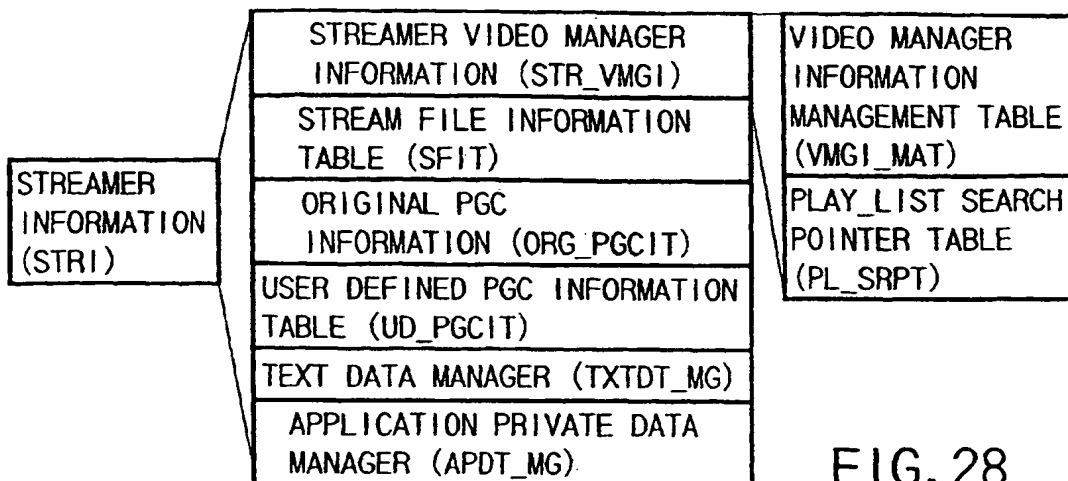 STREAMER
INFORMATION
(STRI)
STREAMER VIDEO MANAGER
INFORMATION (STR_VMGI)
STREAM FILE INFORMATION
TABLE (SFIT)
ORIGINAL PGC
INFORMATION (ORG_PGCIT)
USER DEFINED PGC INFORMATION
TABLE (UD_PGCIT)
TEXT DATA MANAGER (TXTDT_MG)
APPLICATION PRIVATE DATA
MANAGER (APDT_MG)
VIDEO MANAGER
INFORMATION
MANAGEMENT TABLE
(VMGI_MAT)
PLAY_LIST SEARCH
POINTER TABLE
(PL_SRPT)
FIG. 28